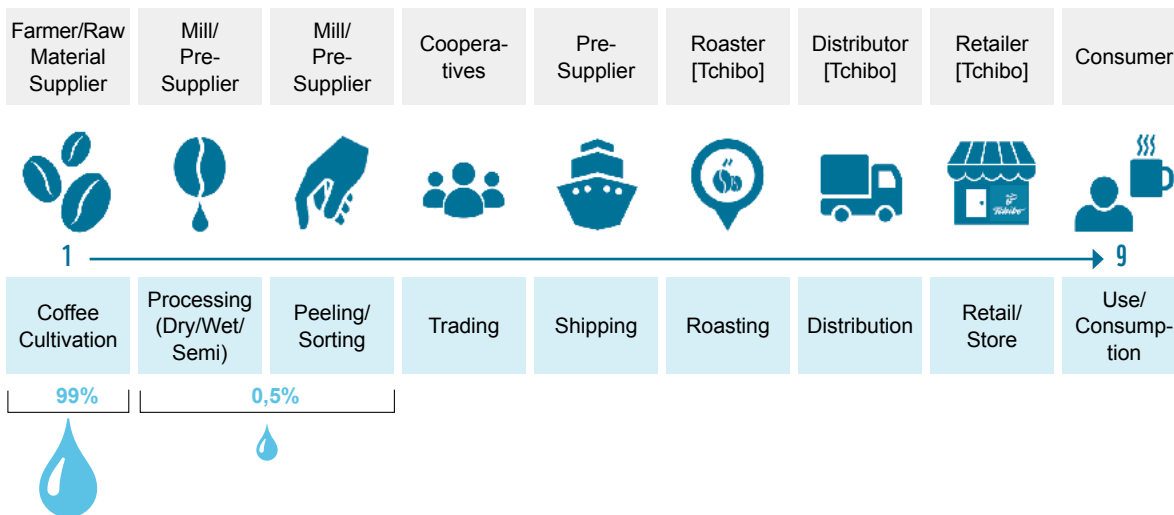 Farmer/Raw
Material
Supplier
Mill/
Pre-
Supplier
Mill/
Pre-
Supplier
Coopera-
tives
Pre-
Supplier
Roaster
[Tchibo]
Distributor
[Tchibo]
Retailer
[Tchibo]
Consumer
Tchibo
1
9
Coffee
Cultivation
Processing
(Dry/Wet/
Semi)
Peeling/
Sorting
Trading
Shipping
Roasting
Distribution
Retail/
Store
Use/
Consump-
tion
99%
0,5%